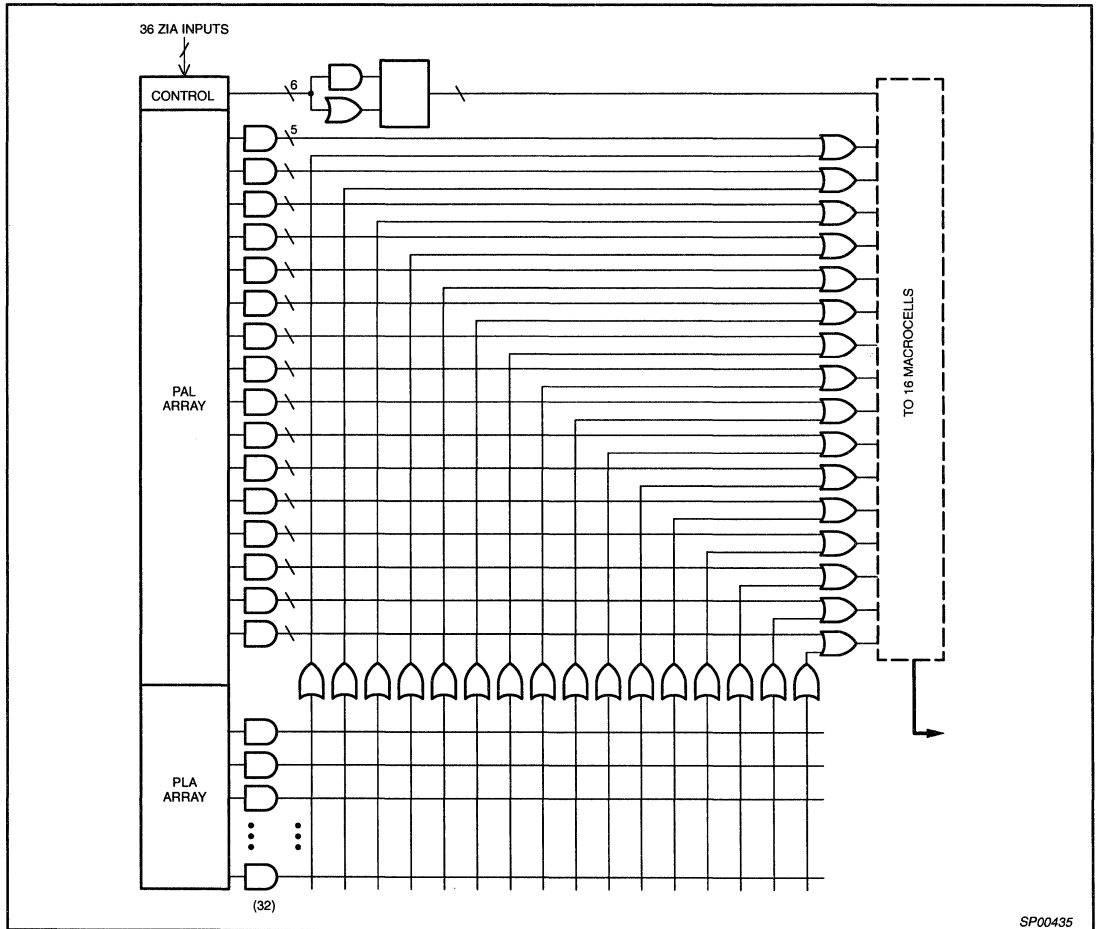 36 ZIA INPUTS
CONTROL
6
5
PAL
ARRAY
TO 16 MACROCELLS
PLA
ARRAY
(32)
SP00435